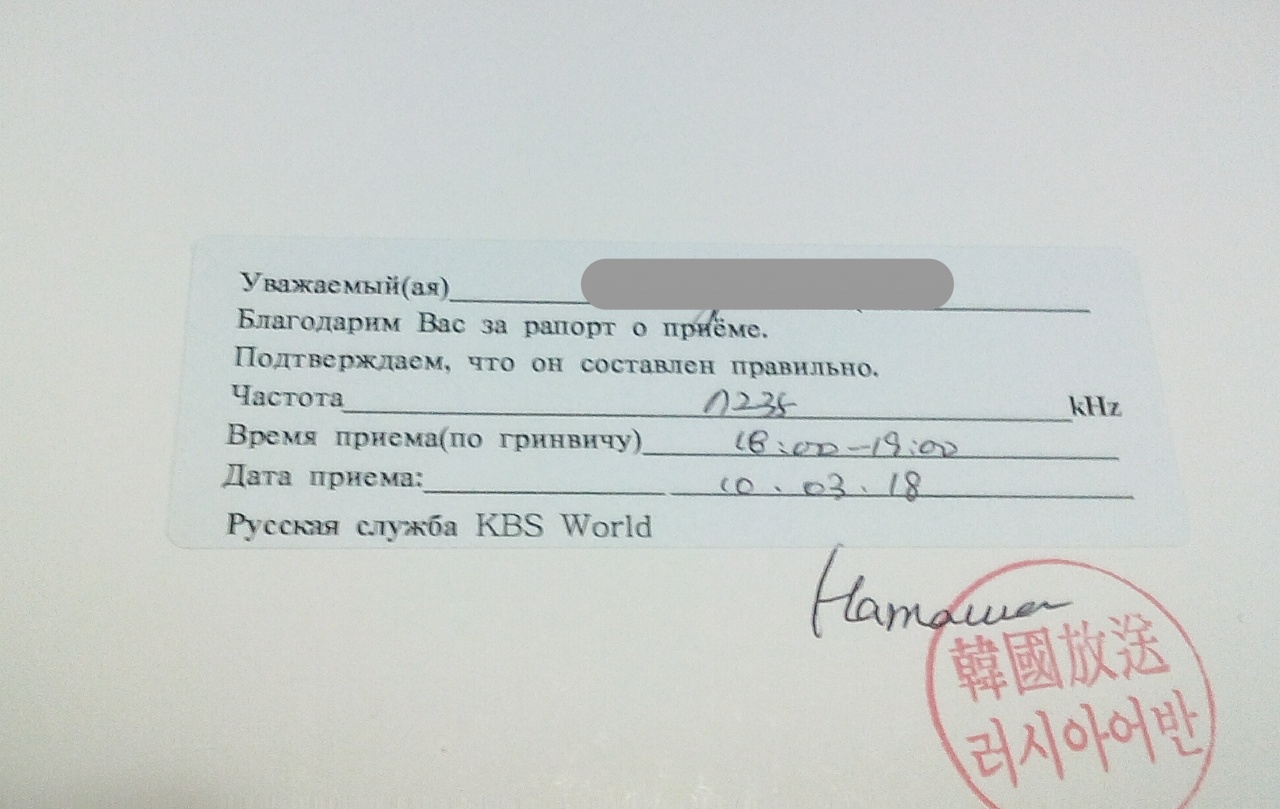 Уважаемый(ая)
Благодарим Вас за рапорт о приёме.
Подтверждаем, что он составлен правильно.
Частота 7235 kHz
Время приема(по гринвичу) 18:00-19:00
Дата приема: 10.03.18
Русская служба KBS World
Наташа
韓國放送
러시아어반